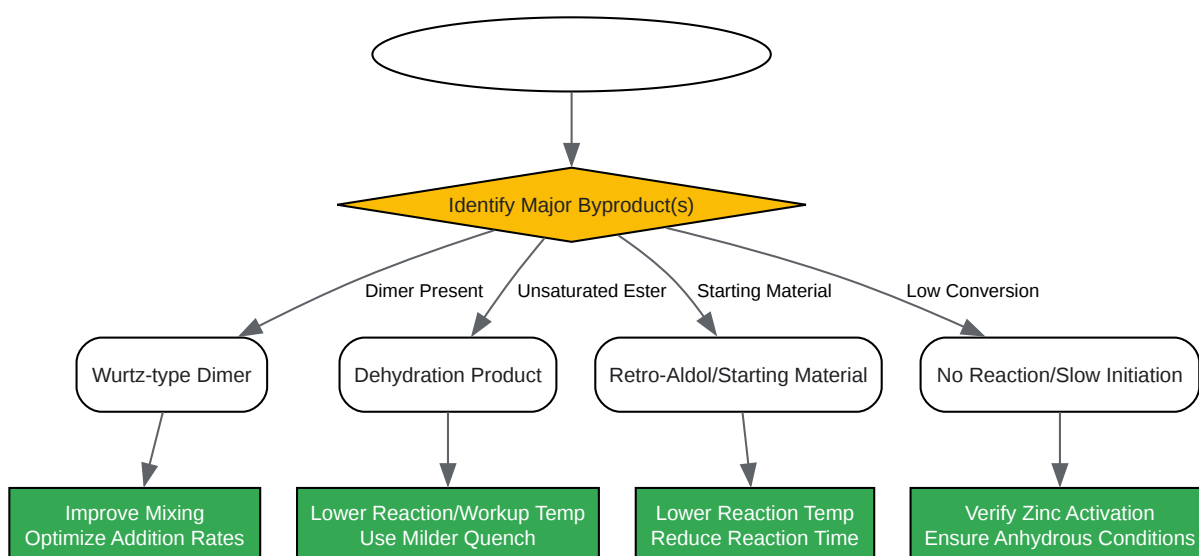 Identify Major Byproduct(s)
Dimer Present
Unsaturated Ester
Starting Material
Low Conversion
Wurtz-type Dimer
Dehydration Product
Retro-Aldol/Starting Material
No Reaction/Slow Initiation
Improve Mixing
Optimize Addition Rates
Lower Reaction/Workup Temp
Use Milder Quench
Lower Reaction Temp
Reduce Reaction Time
Verify Zinc Activation
Ensure Anhydrous Conditions